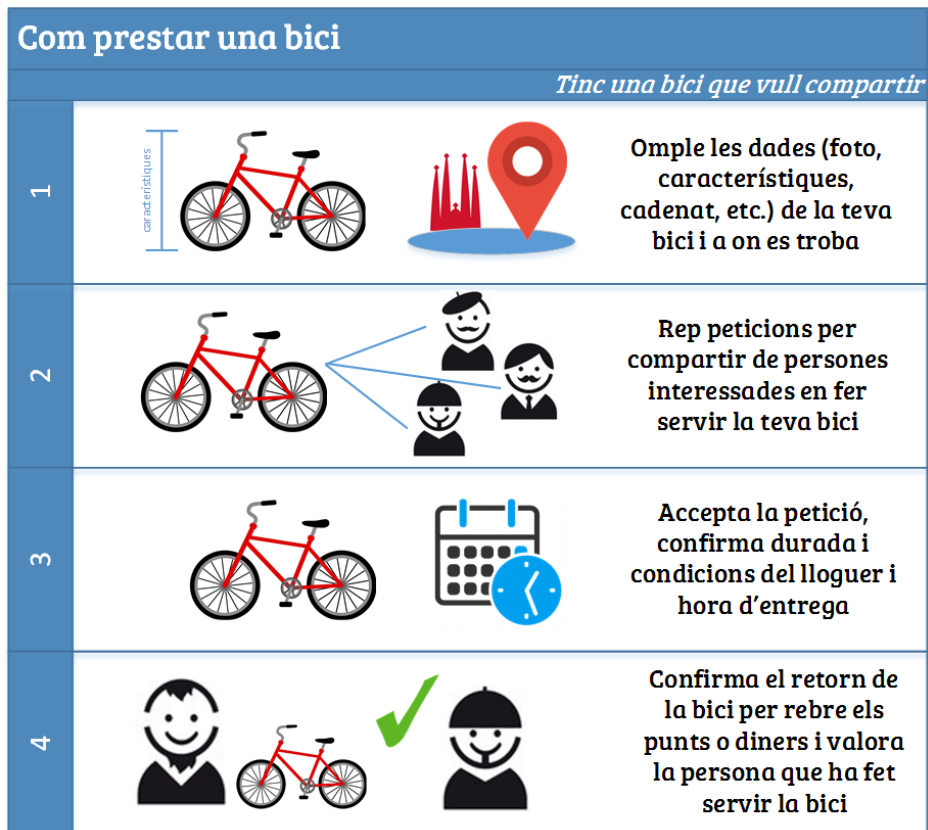 Com prestar una bici
Tinc una bici que vull compartir
1
característiques
Omple les dades (foto,
característiques,
cadenat, etc.) de la teva
bici i a on es troba
2
Rep peticions per
compartir de persones
interessades en fer
servir la teva bici
3
Accepta la petició,
confirma durada i
condicions del lloguer i
hora d’entrega
4
Confirma el retorn de
la bici per rebre els
punts o diners i valora
la persona que ha fet
servir la bici